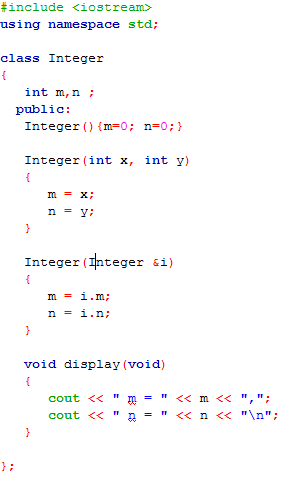 #include <iostream>
using namespace std;
class Integer
{
int m,n ;
public:
Integer(){m=0; n=0;}
Integer(int x, int y)
{
m = x;
n = y;
}
Integer(Integer &i)
{
m = i.m;
n = i.n;
}
void display(void)
{
cout << " m = " << m << ",";
cout << " n = " << n << "\n";
}
};